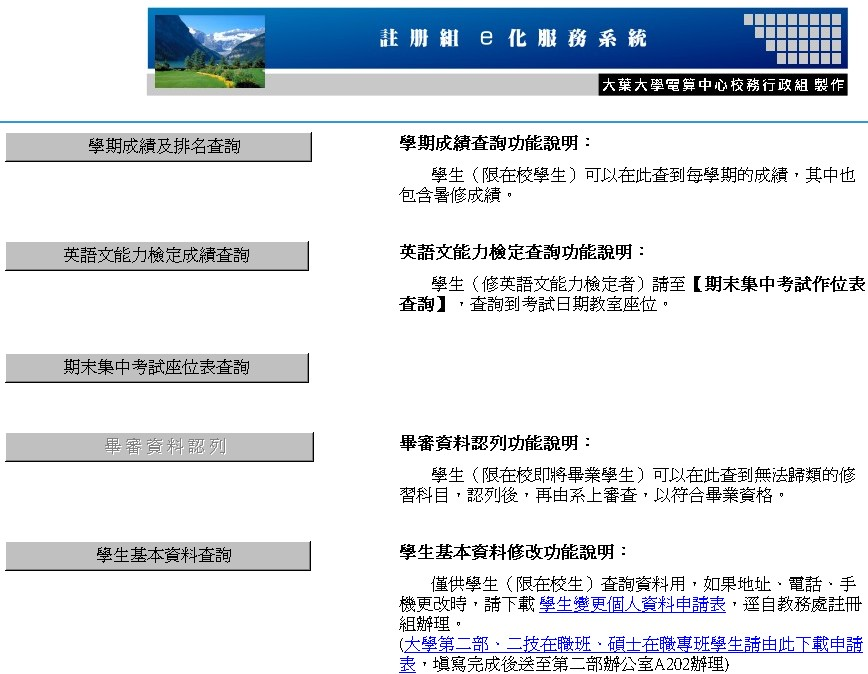 註冊組 e 化服務系統
大葉大學電算中心校務行政組 製作
學期成績及排名查詢
學期成績查詢功能說明：
學生（限在校學生）可以在此查到每學期的成績，其中也
包含暑修成績。
英語文能力檢定成績查詢
英語文能力檢定查詢功能說明：
學生（修英語文能力檢定者）請至【期末集中考試作位表
查詢】，查詢到考試日期教室座位。
期末集中考試座位表查詢
畢審資料認列
畢審資料認列功能說明：
學生（限在校即將畢業學生）可以在此查到無法歸類的修
習科目，認列後，再由系上審查，以符合畢業資格。
學生基本資料查詢
學生基本資料修改功能說明：
僅供學生（限在校生）查詢資料用，如果地址、電話、手
機更改時，請下載 學生變更個人資料申請表，逕自教務處註冊
組辦理。
(大學第二部、二技在職班、碩士在職專班學生請由此下載申請
表，填寫完成後送至第二部辦公室A202辦理)